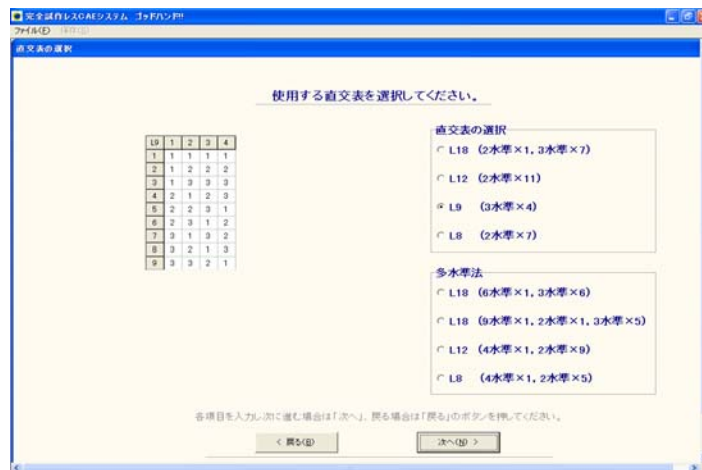 完全試作レスCAEシステム ゴッドハンド!!
ファイル(F) 保存(S)
直交表の選択
使用する直交表を選択してください。
L9 1 2 3 4
1 1 1 1 1
2 1 2 2 2
3 1 3 3 3
4 2 1 2 3
5 2 2 3 1
6 2 3 1 2
7 3 1 3 2
8 3 2 1 3
9 3 3 2 1
直交表の選択
L18 (2水準×1, 3水準×7)
L12 (2水準×11)
L9 (3水準×4)
L8 (2水準×7)
多水準法
L18 (6水準×1, 3水準×6)
L18 (9水準×1, 2水準×1, 3水準×5)
L12 (4水準×1, 2水準×9)
L8 (4水準×1, 2水準×5)
各項目を入力し次に進む場合は「次へ」、戻る場合は「戻る」のボタンを押してください。
< 戻る(B)
次へ(N) >